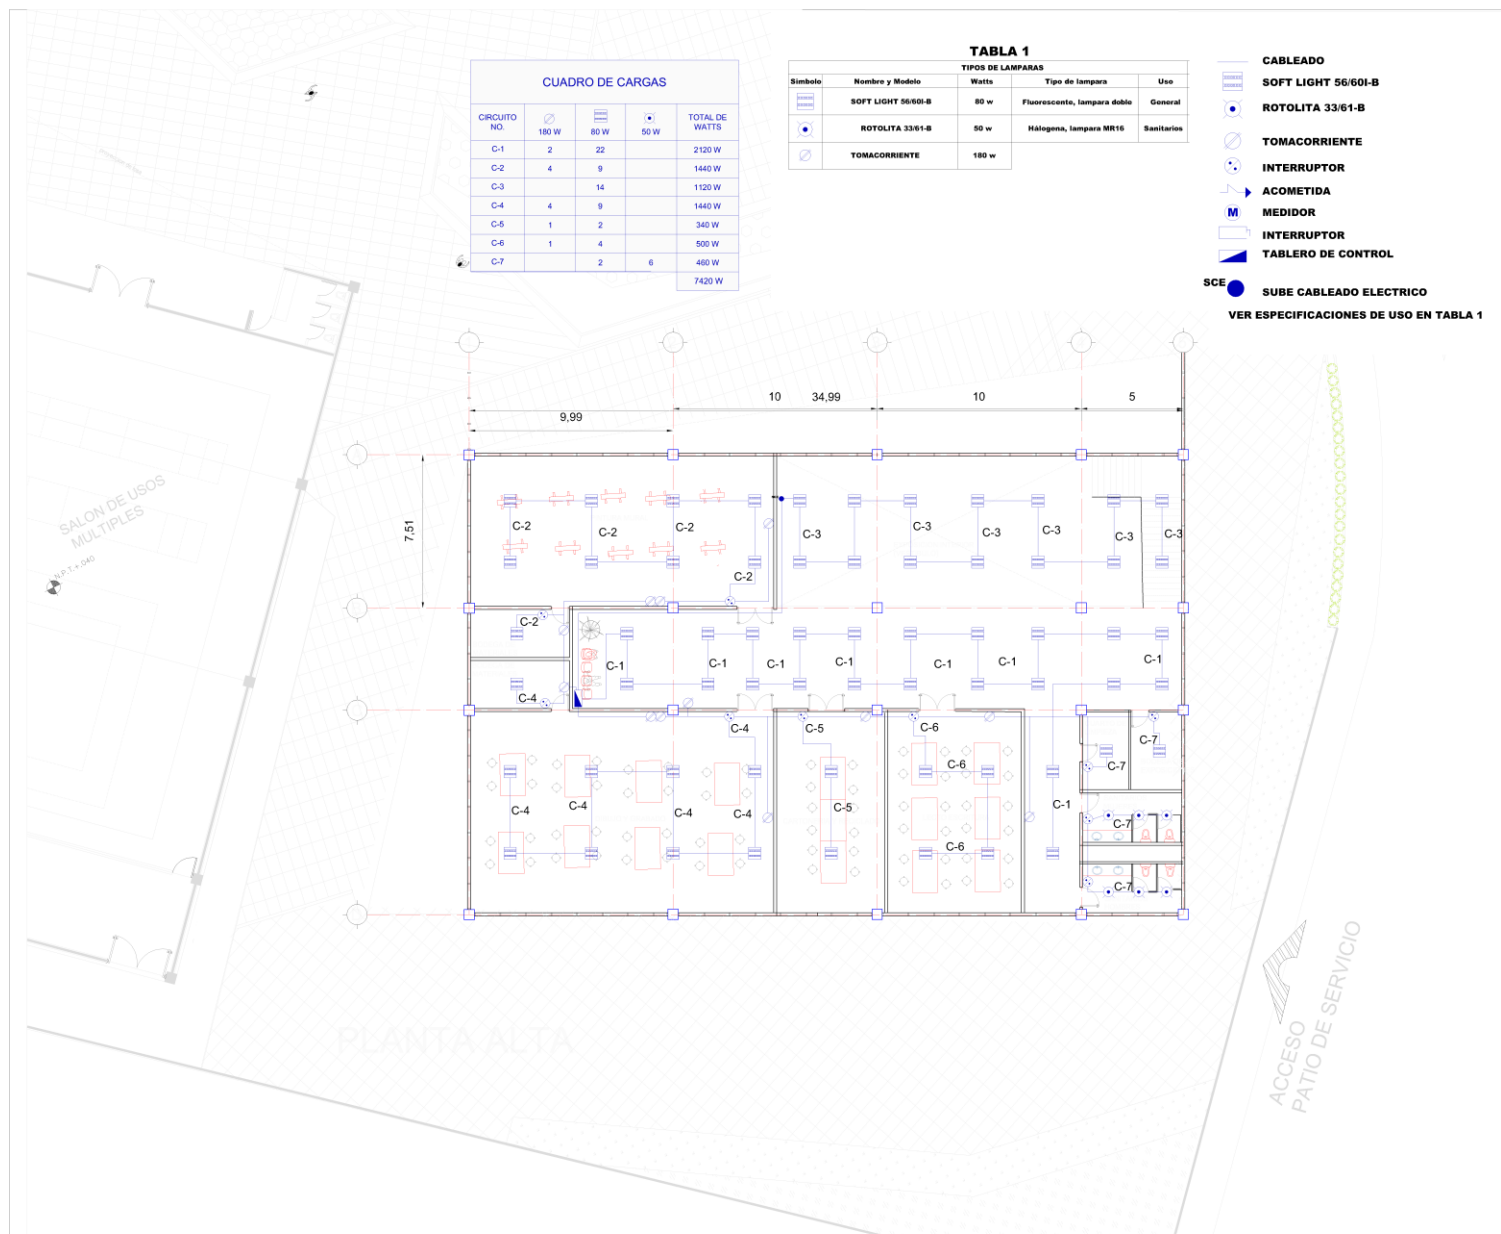 CUADRO DE CARGAS
CIRCUITO NO. 180 W 80 W 50 W TOTAL DE WATTS
C-1 2 22 2120 W
C-2 4 9 1440 W
C-3 14 1120 W
C-4 4 9 1440 W
C-5 1 2 340 W
C-6 1 4 500 W
C-7 2 6 460 W
7420 W
TABLA 1
TIPOS DE LAMPARAS
Simbolo Nombre y Modelo Watts Tipo de lampara Uso
SOFT LIGHT 56/60I-B 80 w Fluorescente, lampara doble General
ROTOLITA 33/61-B 50 w Hálogena, lampara MR16 Sanitarios
TOMACORRIENTE 180 w
CABLEADO
SOFT LIGHT 56/60I-B
ROTOLITA 33/61-B
TOMACORRIENTE
INTERRUPTOR
ACOMETIDA
M MEDIDOR
INTERRUPTOR
TABLERO DE CONTROL
SCE
SUBE CABLEADO ELECTRICO
VER ESPECIFICACIONES DE USO EN TABLA 1
10 34,99 10 5
9,99
7,51
SALON DE USOS
MULTIPLES
N.P.T.+.040
C-2 C-2 C-2 C-3 C-3 C-3 C-3 C-3 C-3
C-2
C-2
C-1 C-1 C-1 C-1 C-1 C-1 C-1
C-4
C-4 C-5 C-6 C-7
C-6 C-7
C-4 C-4 C-4 C-4 C-5 C-1
C-7
C-6
C-7
PLANTA ALTA
ACCESO
PATIO DE SERVICIO